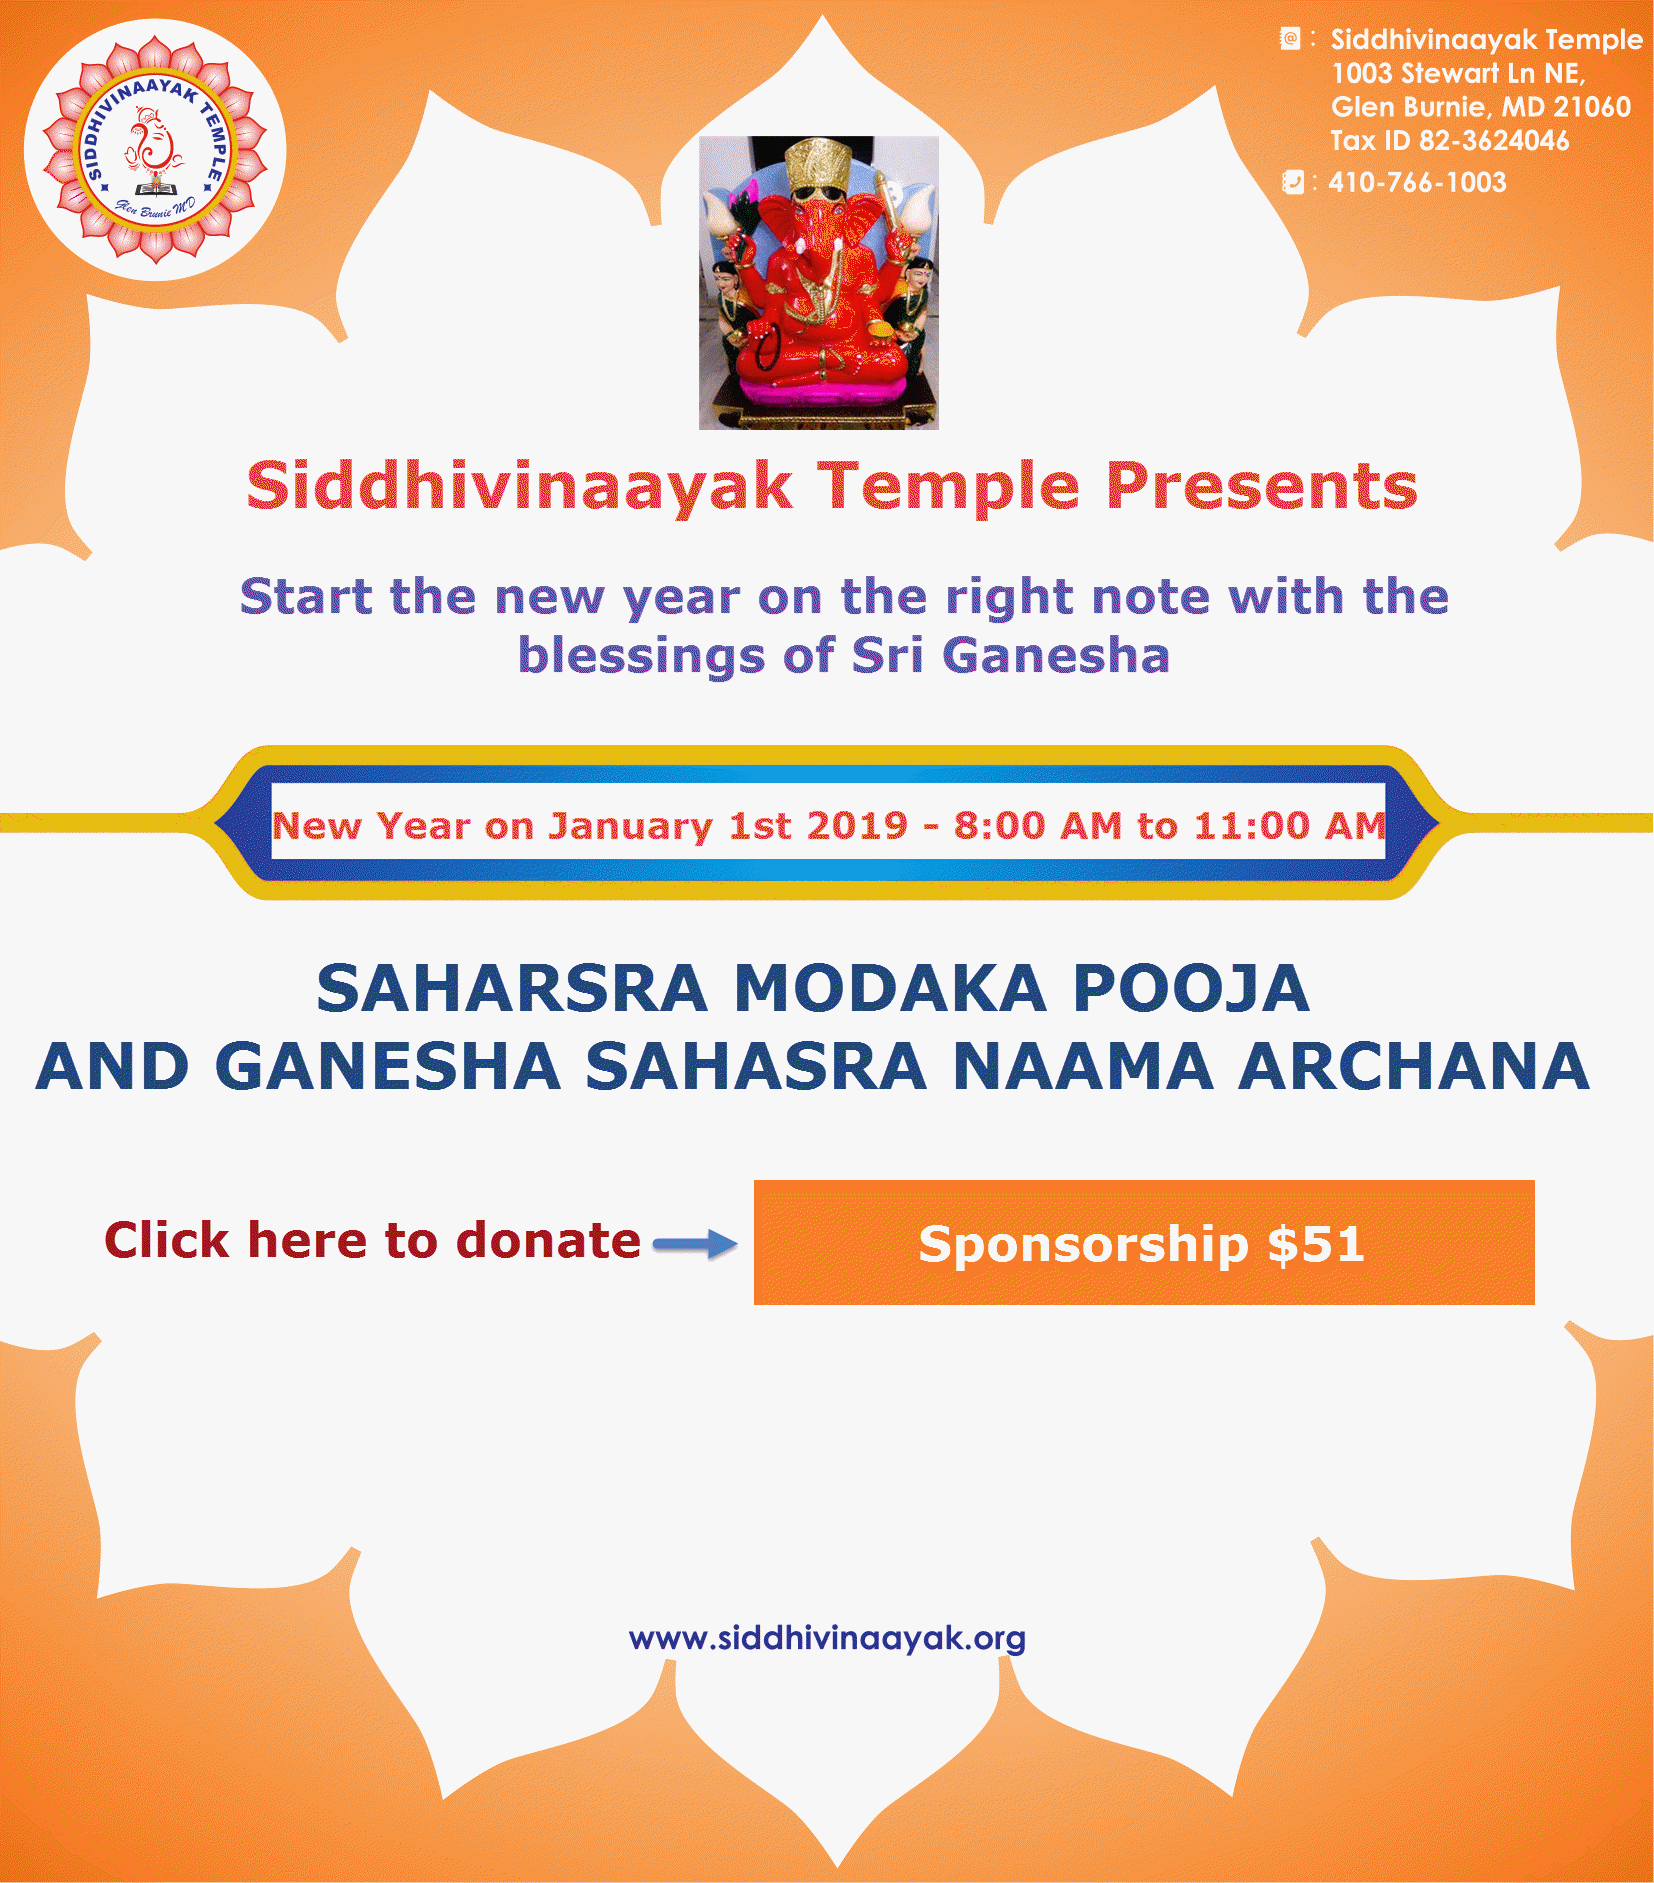 SIDDHIVINAAYAK TEMPLE
Glen Brunie MD
: Siddhivinaayak Temple
1003 Stewart Ln NE,
Glen Burnie, MD 21060
Tax ID 82-3624046
: 410-766-1003
Siddhivinaayak Temple Presents
Start the new year on the right note with the
blessings of Sri Ganesha
New Year on January 1st 2019 - 8:00 AM to 11:00 AM
SAHARSRA MODAKA POOJA
AND GANESHA SAHASRA NAAMA ARCHANA
Click here to donate
Sponsorship $51
www.siddhivinaayak.org